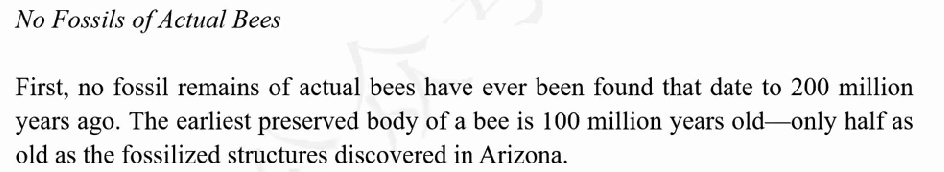 No Fossils of Actual Bees
First, no fossil remains of actual bees have ever been found that date to 200 million
years ago. The earliest preserved body of a bee is 100 million years old—only half as
old as the fossilized structures discovered in Arizona.